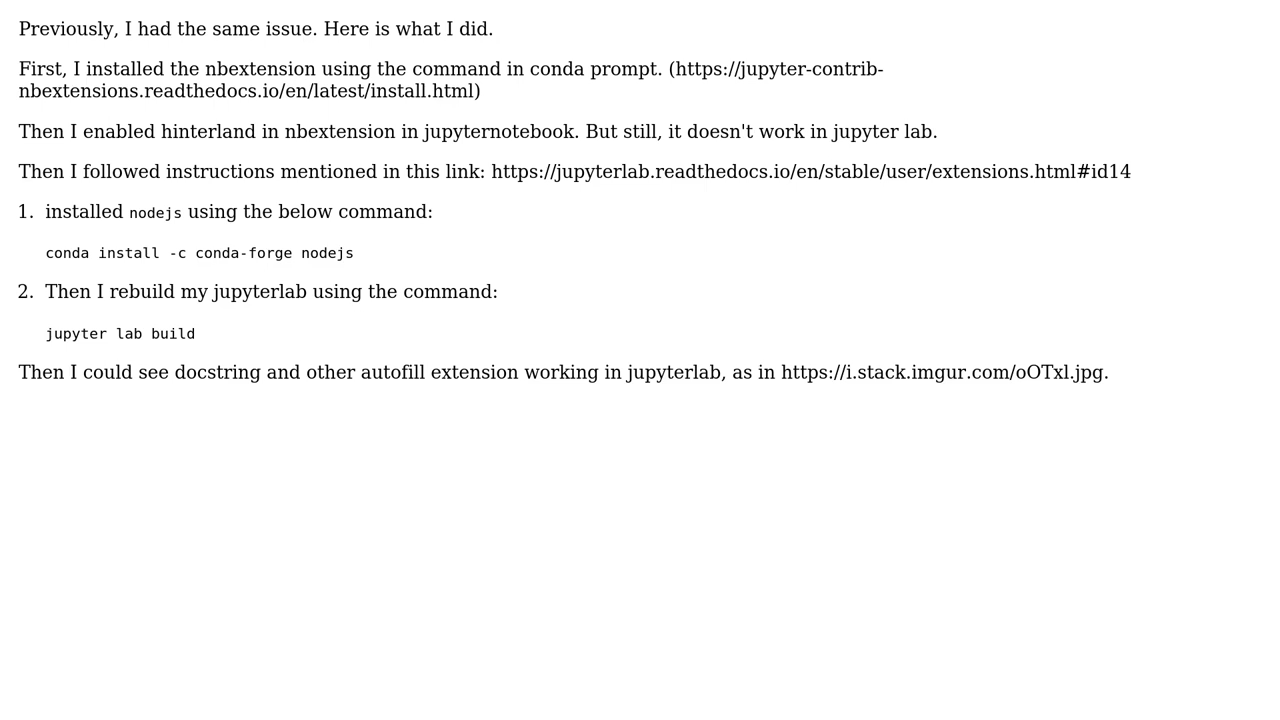 Previously, I had the same issue. Here is what I did.
First, I installed the nbextension using the command in conda prompt. (https://jupyter-contrib-
nbextensions.readthedocs.io/en/latest/install.html)
Then I enabled hinterland in nbextension in jupyternotebook. But still, it doesn't work in jupyter lab.
Then I followed instructions mentioned in this link: https://jupyterlab.readthedocs.io/en/stable/user/extensions.html#id14
1. installed nodejs using the below command:
conda install -c conda-forge nodejs
2. Then I rebuild my jupyterlab using the command:
jupyter lab build
Then I could see docstring and other autofill extension working in jupyterlab, as in https://i.stack.imgur.com/oOTxl.jpg.